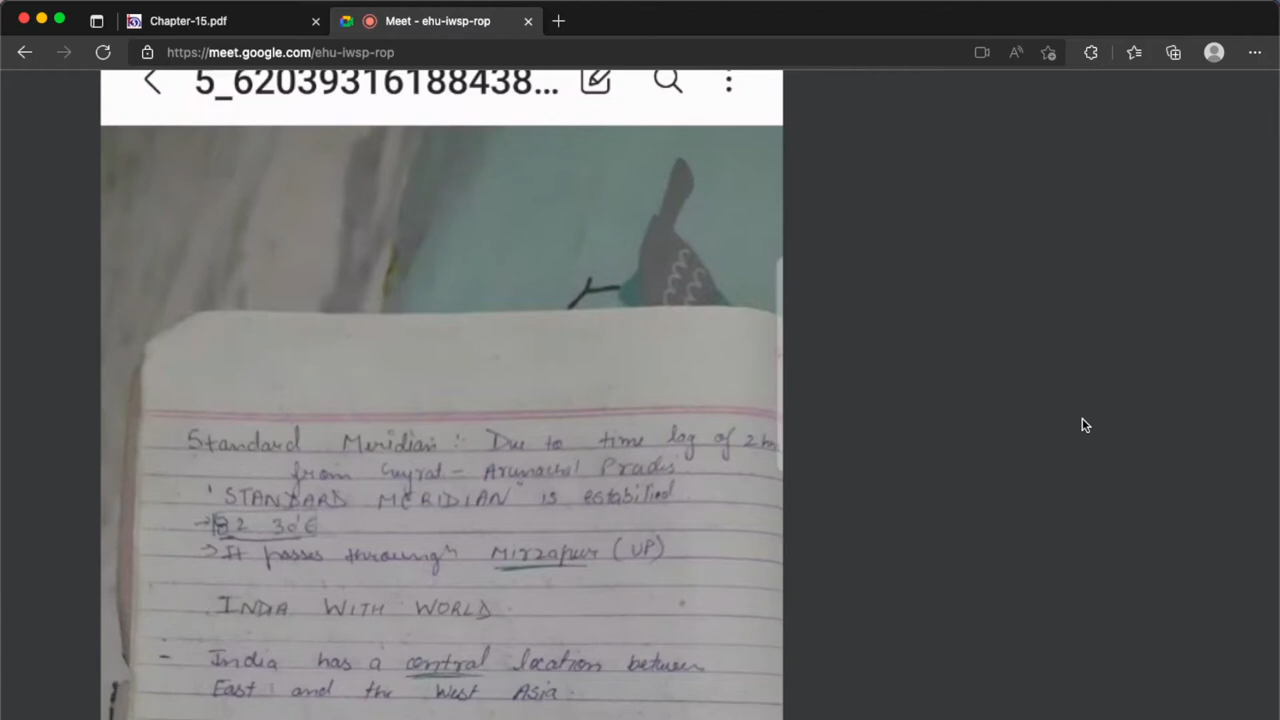 Chapter-15.pdf
Meet - ehu-iwsp-rop
https://meet.google.com/ehu-iwsp-rop
5_62039316188438...
Standard Meridian :- Due to time lag of 2 hrs
from Gujrat - Arunachal Prades
"STANDARD MERIDIAN" is estabilied
→ 82 30'E
→ It passes through Mirzapur (UP)
INDIA WITH WORLD
- India has a central location between
East and the West Asia.